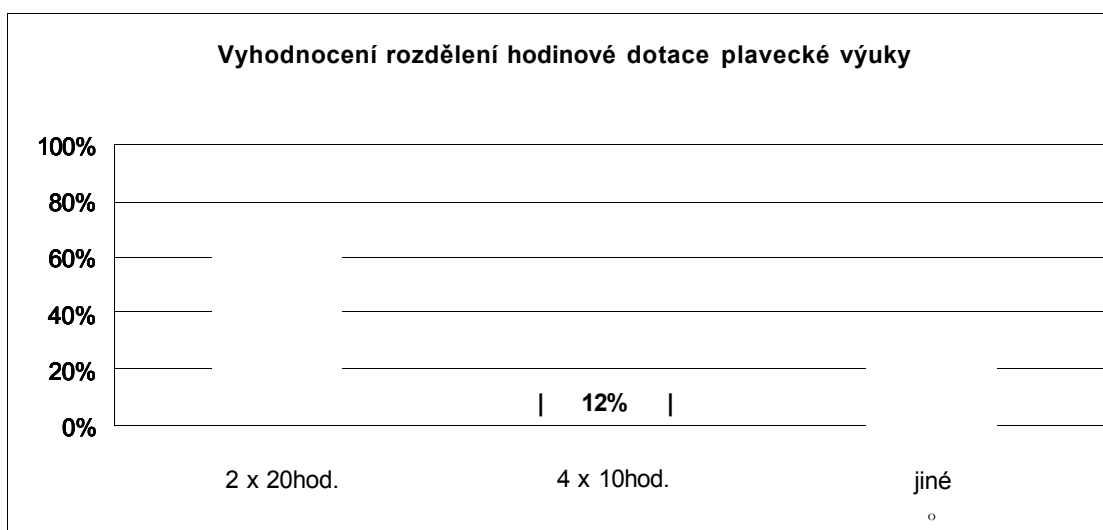 Vyhodnocení rozdělení hodinové dotace plavecké výuky
100%
80%
60%
40%
20%
0%
| 12% |
2 x 20hod. 4 x 10hod. jiné
o